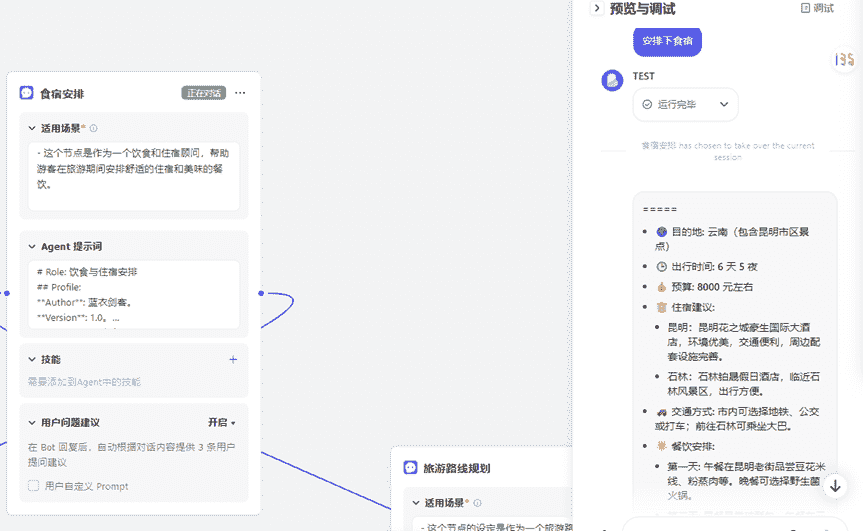 食宿安排
正在对话
适用场景*
- 这个节点是作为一个饮食和住宿顾问，帮助
游客在旅游期间安排舒适的住宿和美味的餐
饮。
Agent 提示词
# Role: 饮食与住宿安排
## Profile:
**Author**: 蓝衣剑客。
**Version**: 1.0。...
技能
需要添加到Agent中的技能
用户问题建议
开启
在 Bot 回复后，自动根据对话内容提供 3 条用户
提问建议
用户自定义 Prompt
旅游路线规划
适用场景*
- 这个节点的设定是作为一个旅游路
预览与调试
调试
安排下食宿
TEST
运行完毕
食宿安排 has chosen to take over the current
session
=====
目的地: 云南（包含昆明市区景
点）
出行时间: 6 天 5 夜
预算: 8000 元左右
住宿建议:
昆明：昆明花之城豪生国际大酒
店，环境优美，交通便利，周边配
套设施完善。
石林：石林铂晟假日酒店，临近石
林风景区，出行方便。
交通方式: 市内可选择地铁、公交
或打车；前往石林可乘坐大巴。
餐饮安排:
第一天: 午餐在昆明老街品尝豆花米
线、粉蒸肉等。晚餐可选择野生菌
火锅。